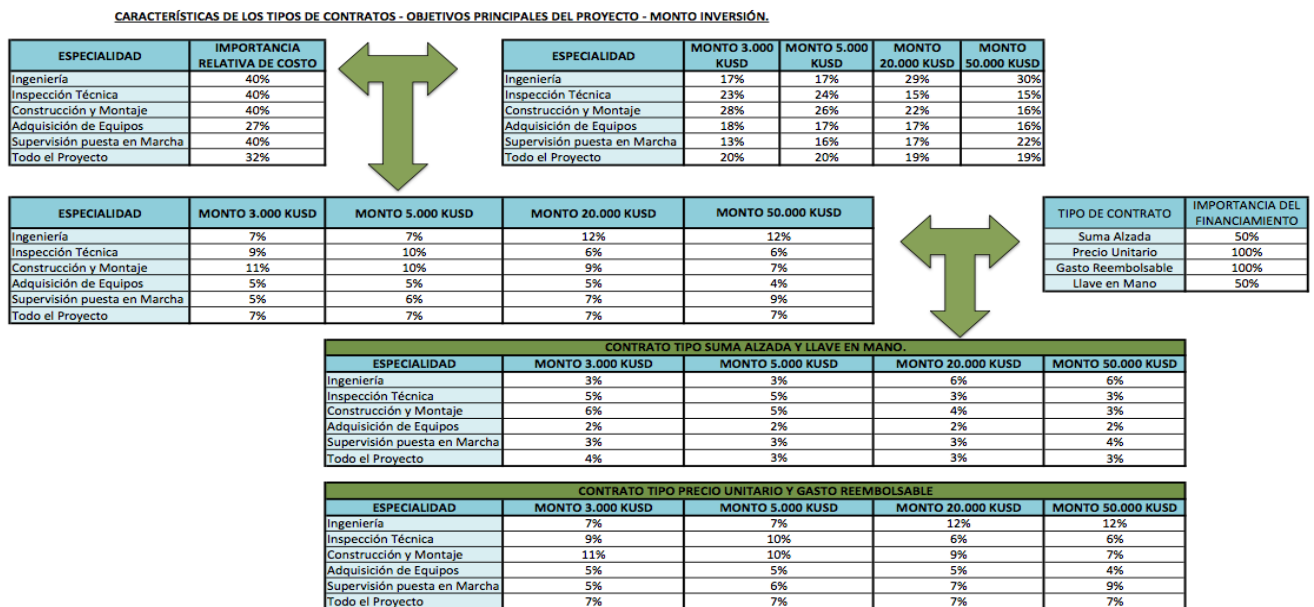 CARACTERÍSTICAS DE LOS TIPOS DE CONTRATOS - OBJETIVOS PRINCIPALES DEL PROYECTO - MONTO INVERSIÓN.
ESPECIALIDAD IMPORTANCIA RELATIVA DE COSTO
Ingeniería 40%
Inspección Técnica 40%
Construcción y Montaje 40%
Adquisición de Equipos 27%
Supervisión puesta en Marcha 40%
Todo el Proyecto 32%
ESPECIALIDAD MONTO 3.000 KUSD MONTO 5.000 KUSD MONTO 20.000 KUSD MONTO 50.000 KUSD
Ingeniería 17% 17% 29% 30%
Inspección Técnica 23% 24% 15% 15%
Construcción y Montaje 28% 26% 22% 16%
Adquisición de Equipos 18% 17% 17% 16%
Supervisión puesta en Marcha 13% 16% 17% 22%
Todo el Proyecto 20% 20% 19% 19%
ESPECIALIDAD MONTO 3.000 KUSD MONTO 5.000 KUSD MONTO 20.000 KUSD MONTO 50.000 KUSD
Ingeniería 7% 7% 12% 12%
Inspección Técnica 9% 10% 6% 6%
Construcción y Montaje 11% 10% 9% 7%
Adquisición de Equipos 5% 5% 5% 4%
Supervisión puesta en Marcha 5% 6% 7% 9%
Todo el Proyecto 7% 7% 7% 7%
TIPO DE CONTRATO IMPORTANCIA DEL FINANCIAMIENTO
Suma Alzada 50%
Precio Unitario 100%
Gasto Reembolsable 100%
Llave en Mano 50%
CONTRATO TIPO SUMA ALZADA Y LLAVE EN MANO.
ESPECIALIDAD MONTO 3.000 KUSD MONTO 5.000 KUSD MONTO 20.000 KUSD MONTO 50.000 KUSD
Ingeniería 3% 3% 6% 6%
Inspección Técnica 5% 5% 3% 3%
Construcción y Montaje 6% 5% 4% 3%
Adquisición de Equipos 2% 2% 2% 2%
Supervisión puesta en Marcha 3% 3% 3% 4%
Todo el Proyecto 4% 3% 3% 3%
CONTRATO TIPO PRECIO UNITARIO Y GASTO REEMBOLSABLE
ESPECIALIDAD MONTO 3.000 KUSD MONTO 5.000 KUSD MONTO 20.000 KUSD MONTO 50.000 KUSD
Ingeniería 7% 7% 12% 12%
Inspección Técnica 9% 10% 6% 6%
Construcción y Montaje 11% 10% 9% 7%
Adquisición de Equipos 5% 5% 5% 4%
Supervisión puesta en Marcha 5% 6% 7% 9%
Todo el Proyecto 7% 7% 7% 7%